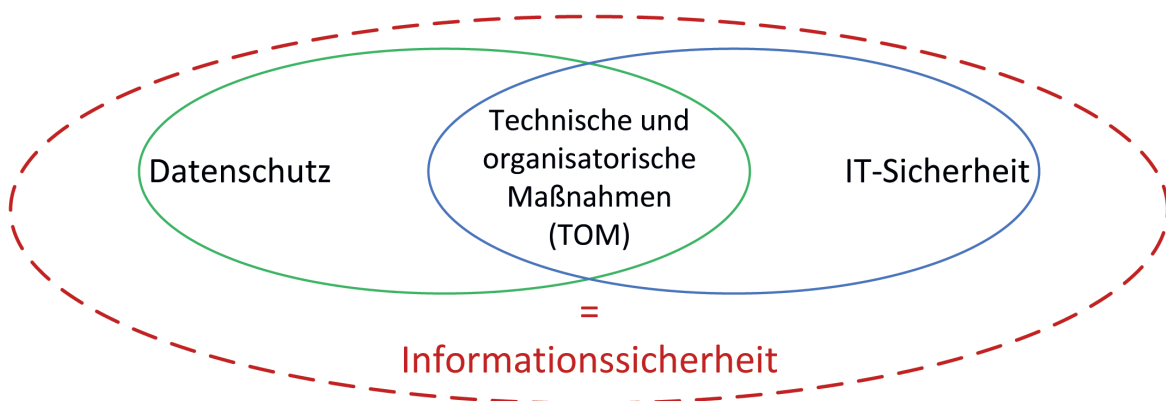 Technische und
organisatorische
Maßnahmen
(TOM)
Datenschutz
IT-Sicherheit
=
Informationssicherheit